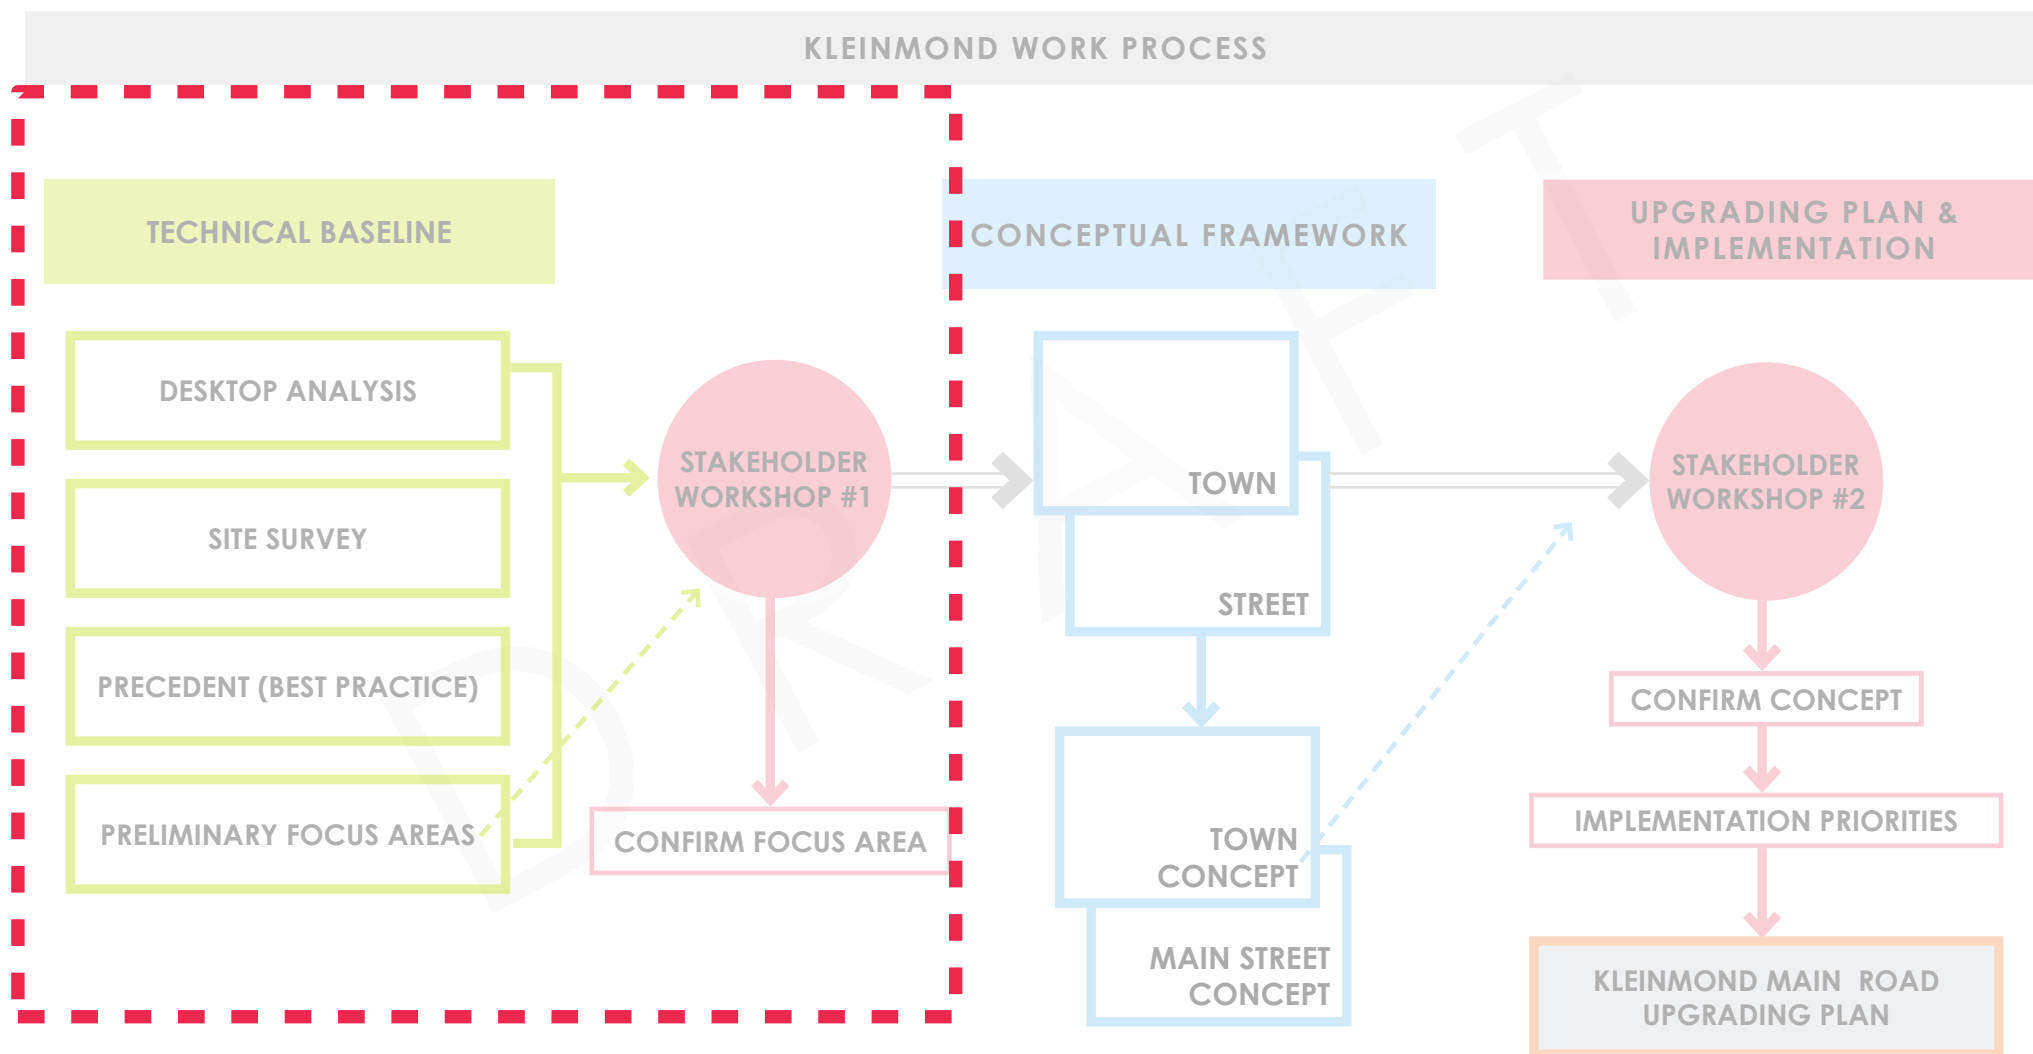 KLEINMOND WORK PROCESS
TECHNICAL BASELINE
CONCEPTUAL FRAMEWORK
UPGRADING PLAN &
IMPLEMENTATION
DESKTOP ANALYSIS
SITE SURVEY
PRECEDENT (BEST PRACTICE)
PRELIMINARY FOCUS AREAS
STAKEHOLDER
WORKSHOP #1
CONFIRM FOCUS AREA
TOWN
STREET
TOWN
CONCEPT
MAIN STREET
CONCEPT
STAKEHOLDER
WORKSHOP #2
CONFIRM CONCEPT
IMPLEMENTATION PRIORITIES
KLEINMOND MAIN ROAD
UPGRADING PLAN
DRAFT